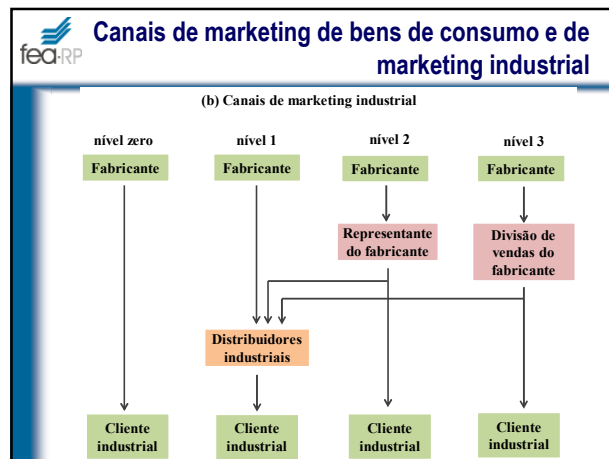 fea-RP
Canais de marketing de bens de consumo e de
marketing industrial
(b) Canais de marketing industrial
nível zero
nível 1
nível 2
nível 3
Fabricante
Fabricante
Fabricante
Fabricante
Representante
do fabricante
Divisão de
vendas do
fabricante
Distribuidores
industriais
Cliente
industrial
Cliente
industrial
Cliente
industrial
Cliente
industrial